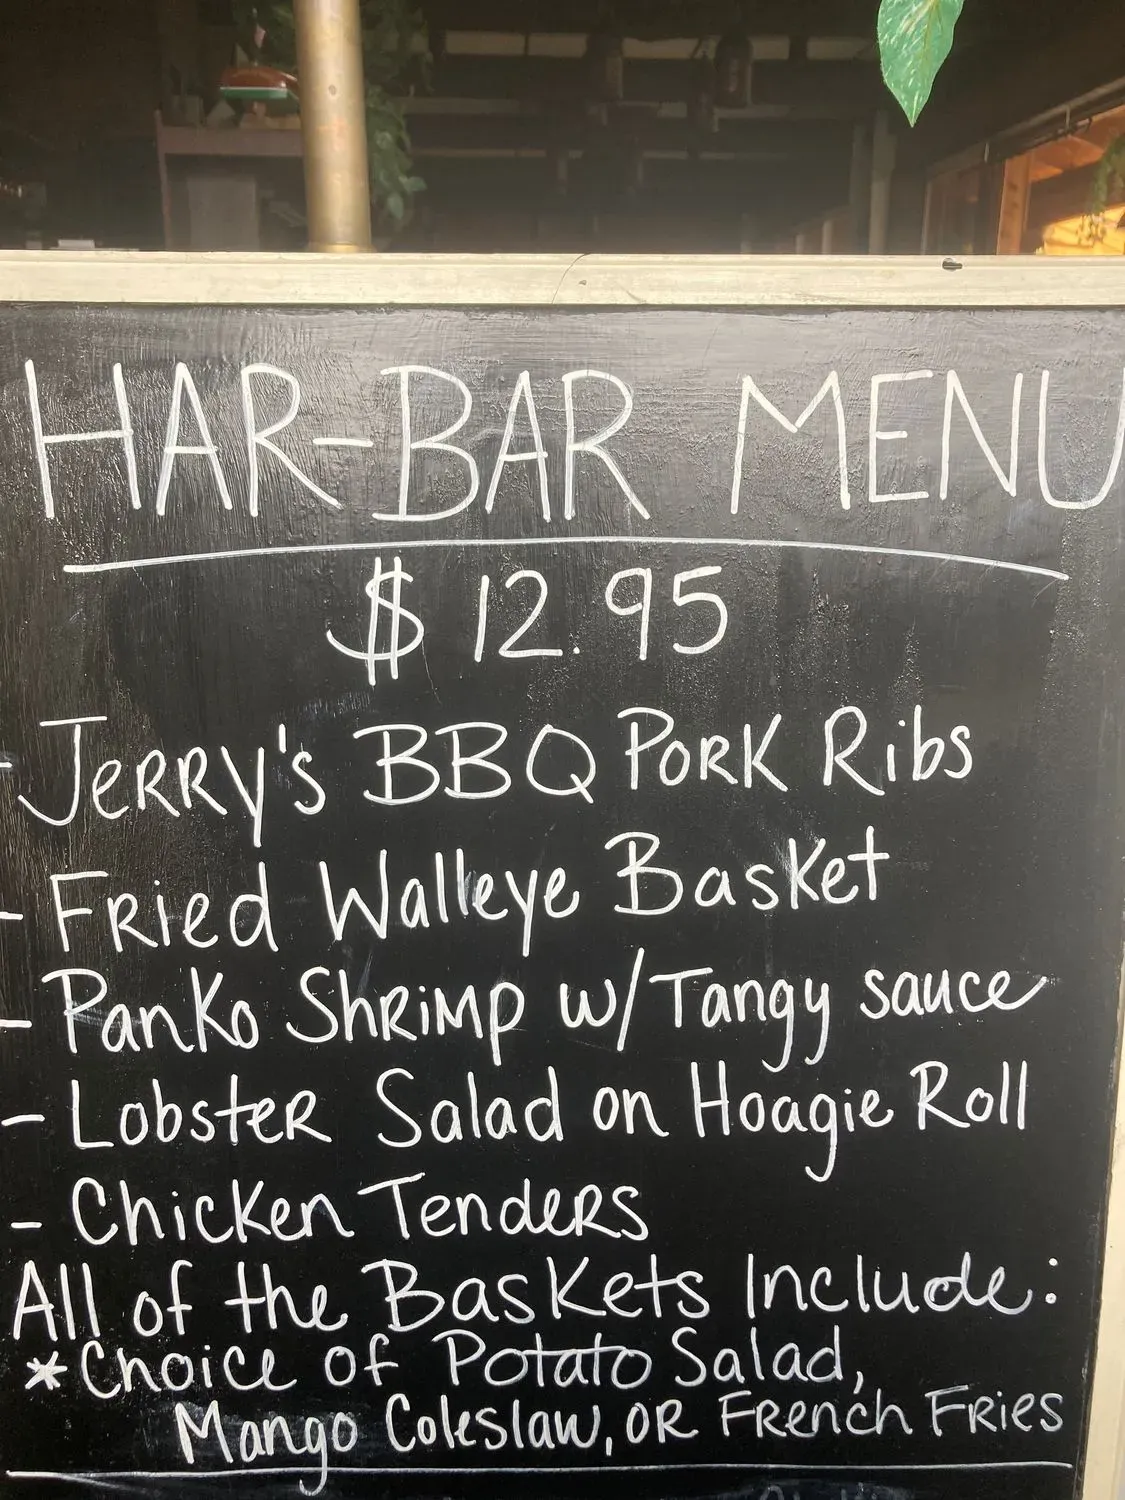 HAR-BAR MENU
$12.95
- Jerry's BBQ Pork Ribs
- Fried Walleye Basket
- Panko Shrimp w/Tangy sauce
- Lobster Salad on Hoagie Roll
- Chicken Tenders
All of the Baskets Include:
*Choice of Potato Salad,
Mango Coleslaw, OR French Fries